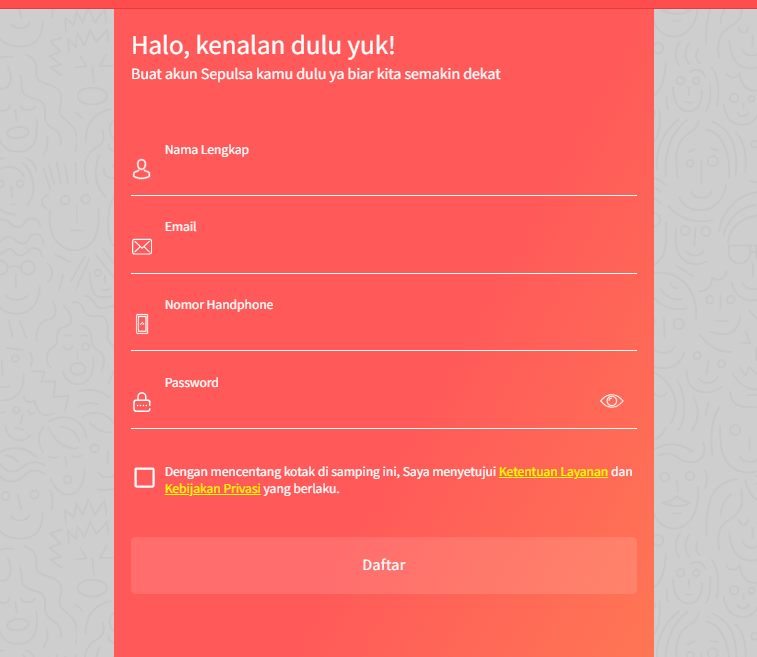 Halo, kenalan dulu yuk!
Buat akun Sepulsa kamu dulu ya biar kita semakin dekat
Nama Lengkap
Email
Nomor Handphone
Password
Dengan mencentang kotak di samping ini, Saya menyetujui Ketentuan Layanan dan
Kebijakan Privasi yang berlaku.
Daftar